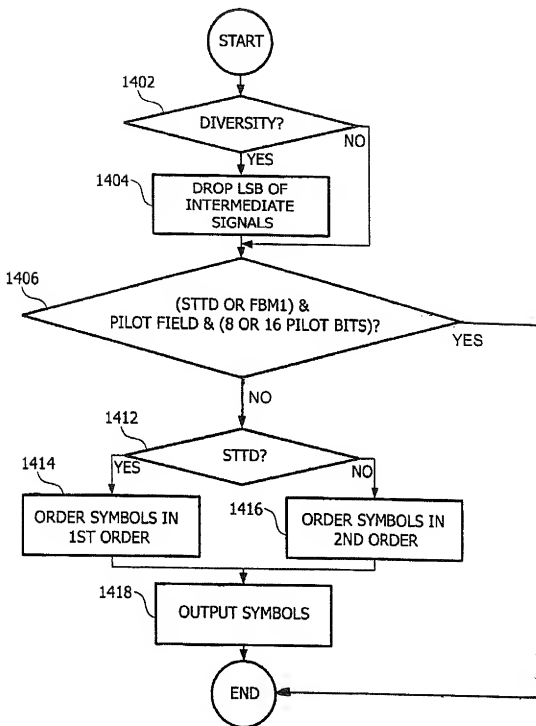 START
1402
DIVERSITY?
NO
YES
1404
DROP LSB OF
INTERMEDIATE
SIGNALS
1406
(STTD OR FBM1) &
PILOT FIELD & (8 OR 16 PILOT BITS)?
YES
NO
1412
STTD?
YES
NO
1414
ORDER SYMBOLS IN
1ST ORDER
1416
ORDER SYMBOLS IN
2ND ORDER
1418
OUTPUT SYMBOLS
END